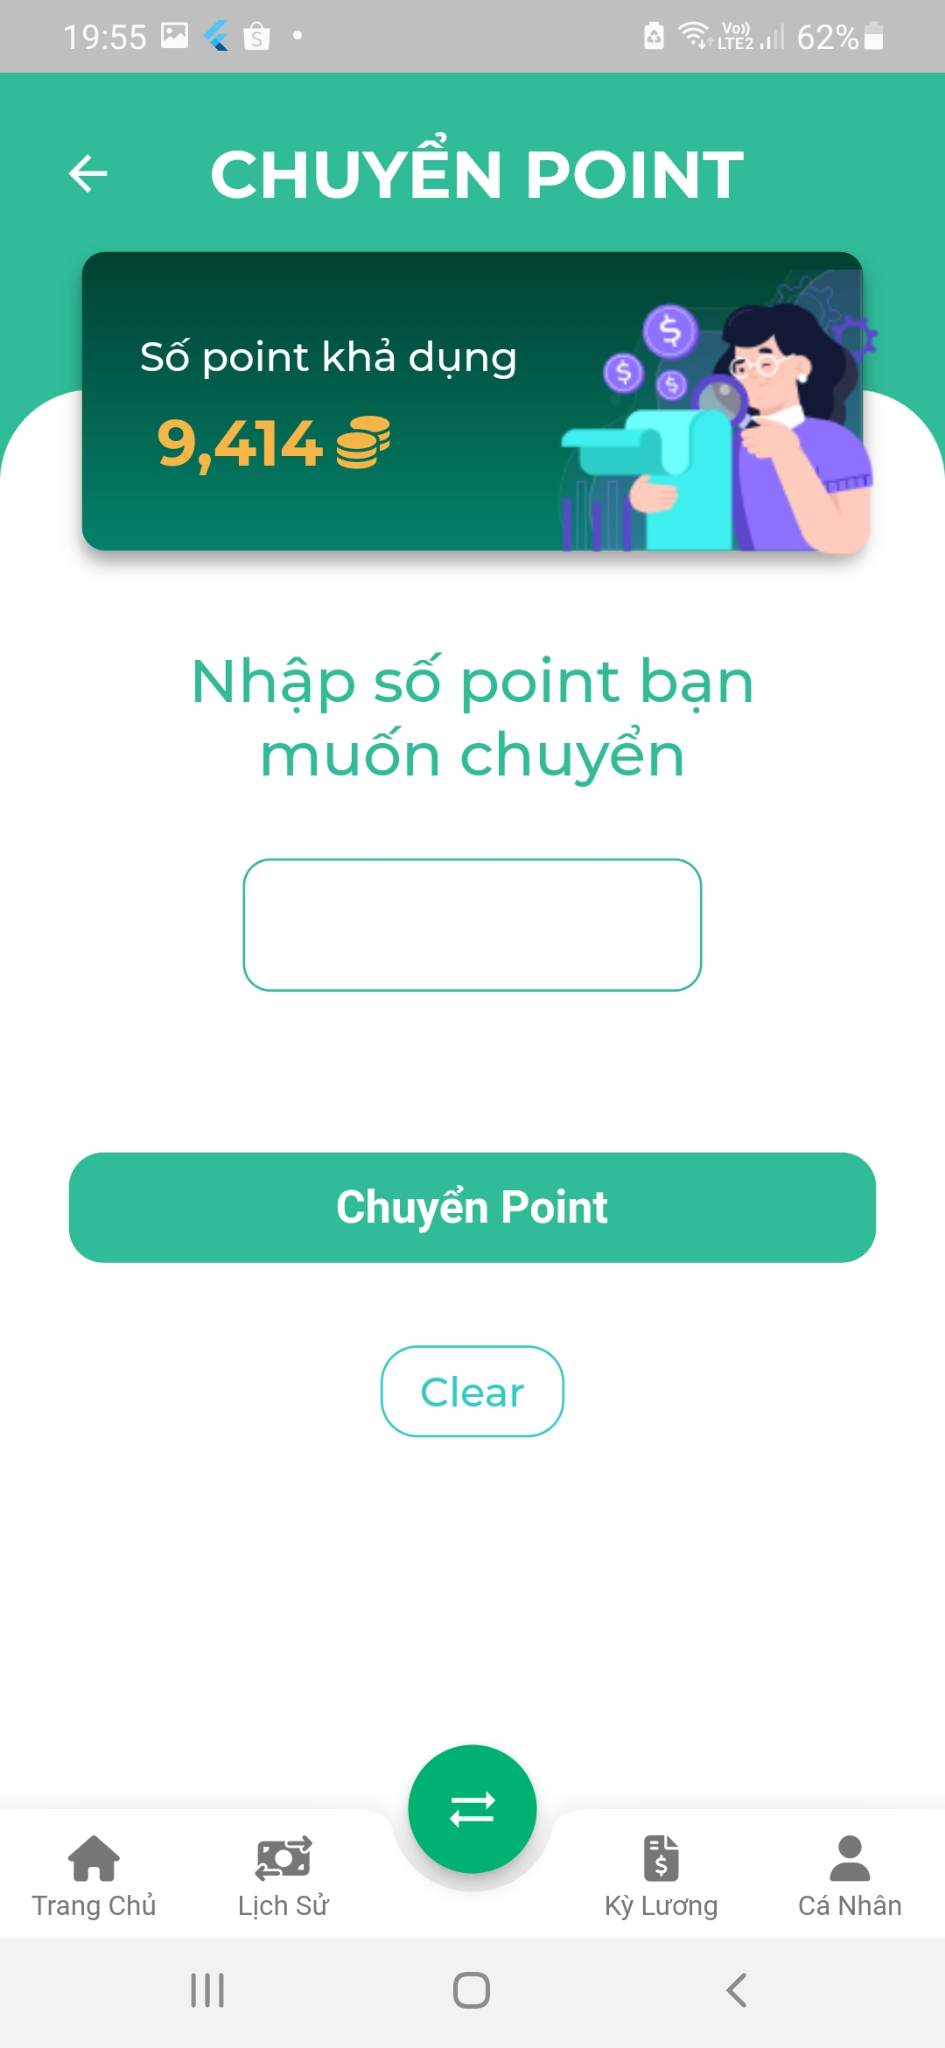 19:55
Vo))
LTE2
62%
CHUYỂN POINT
Số point khả dụng
9,414
Nhập số point bạn
muốn chuyển
Chuyển Point
Clear
Trang Chủ
Lịch Sử
Kỳ Lương
Cá Nhân